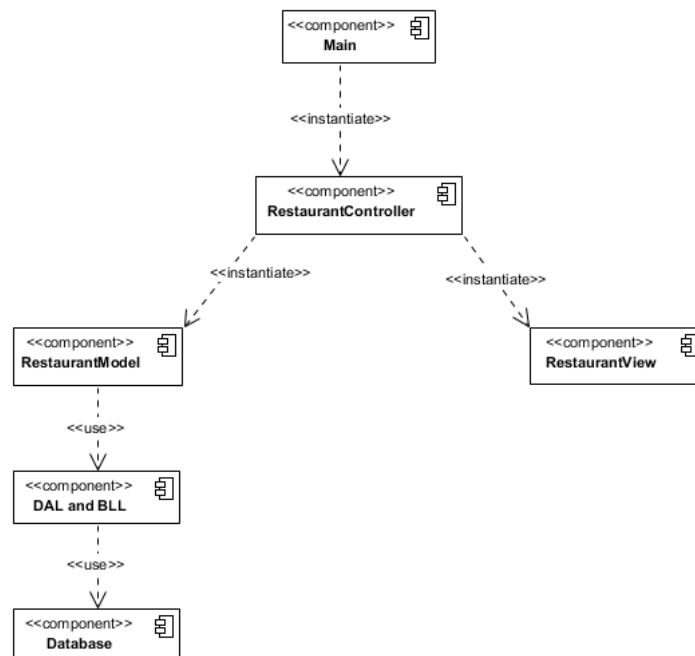 <<component>>
Main
<<instantiate>>
<<component>>
RestaurantController
<<instantiate>>
<<instantiate>>
<<component>>
RestaurantModel
<<component>>
RestaurantView
<<use>>
<<component>>
DAL and BLL
<<use>>
<<component>>
Database